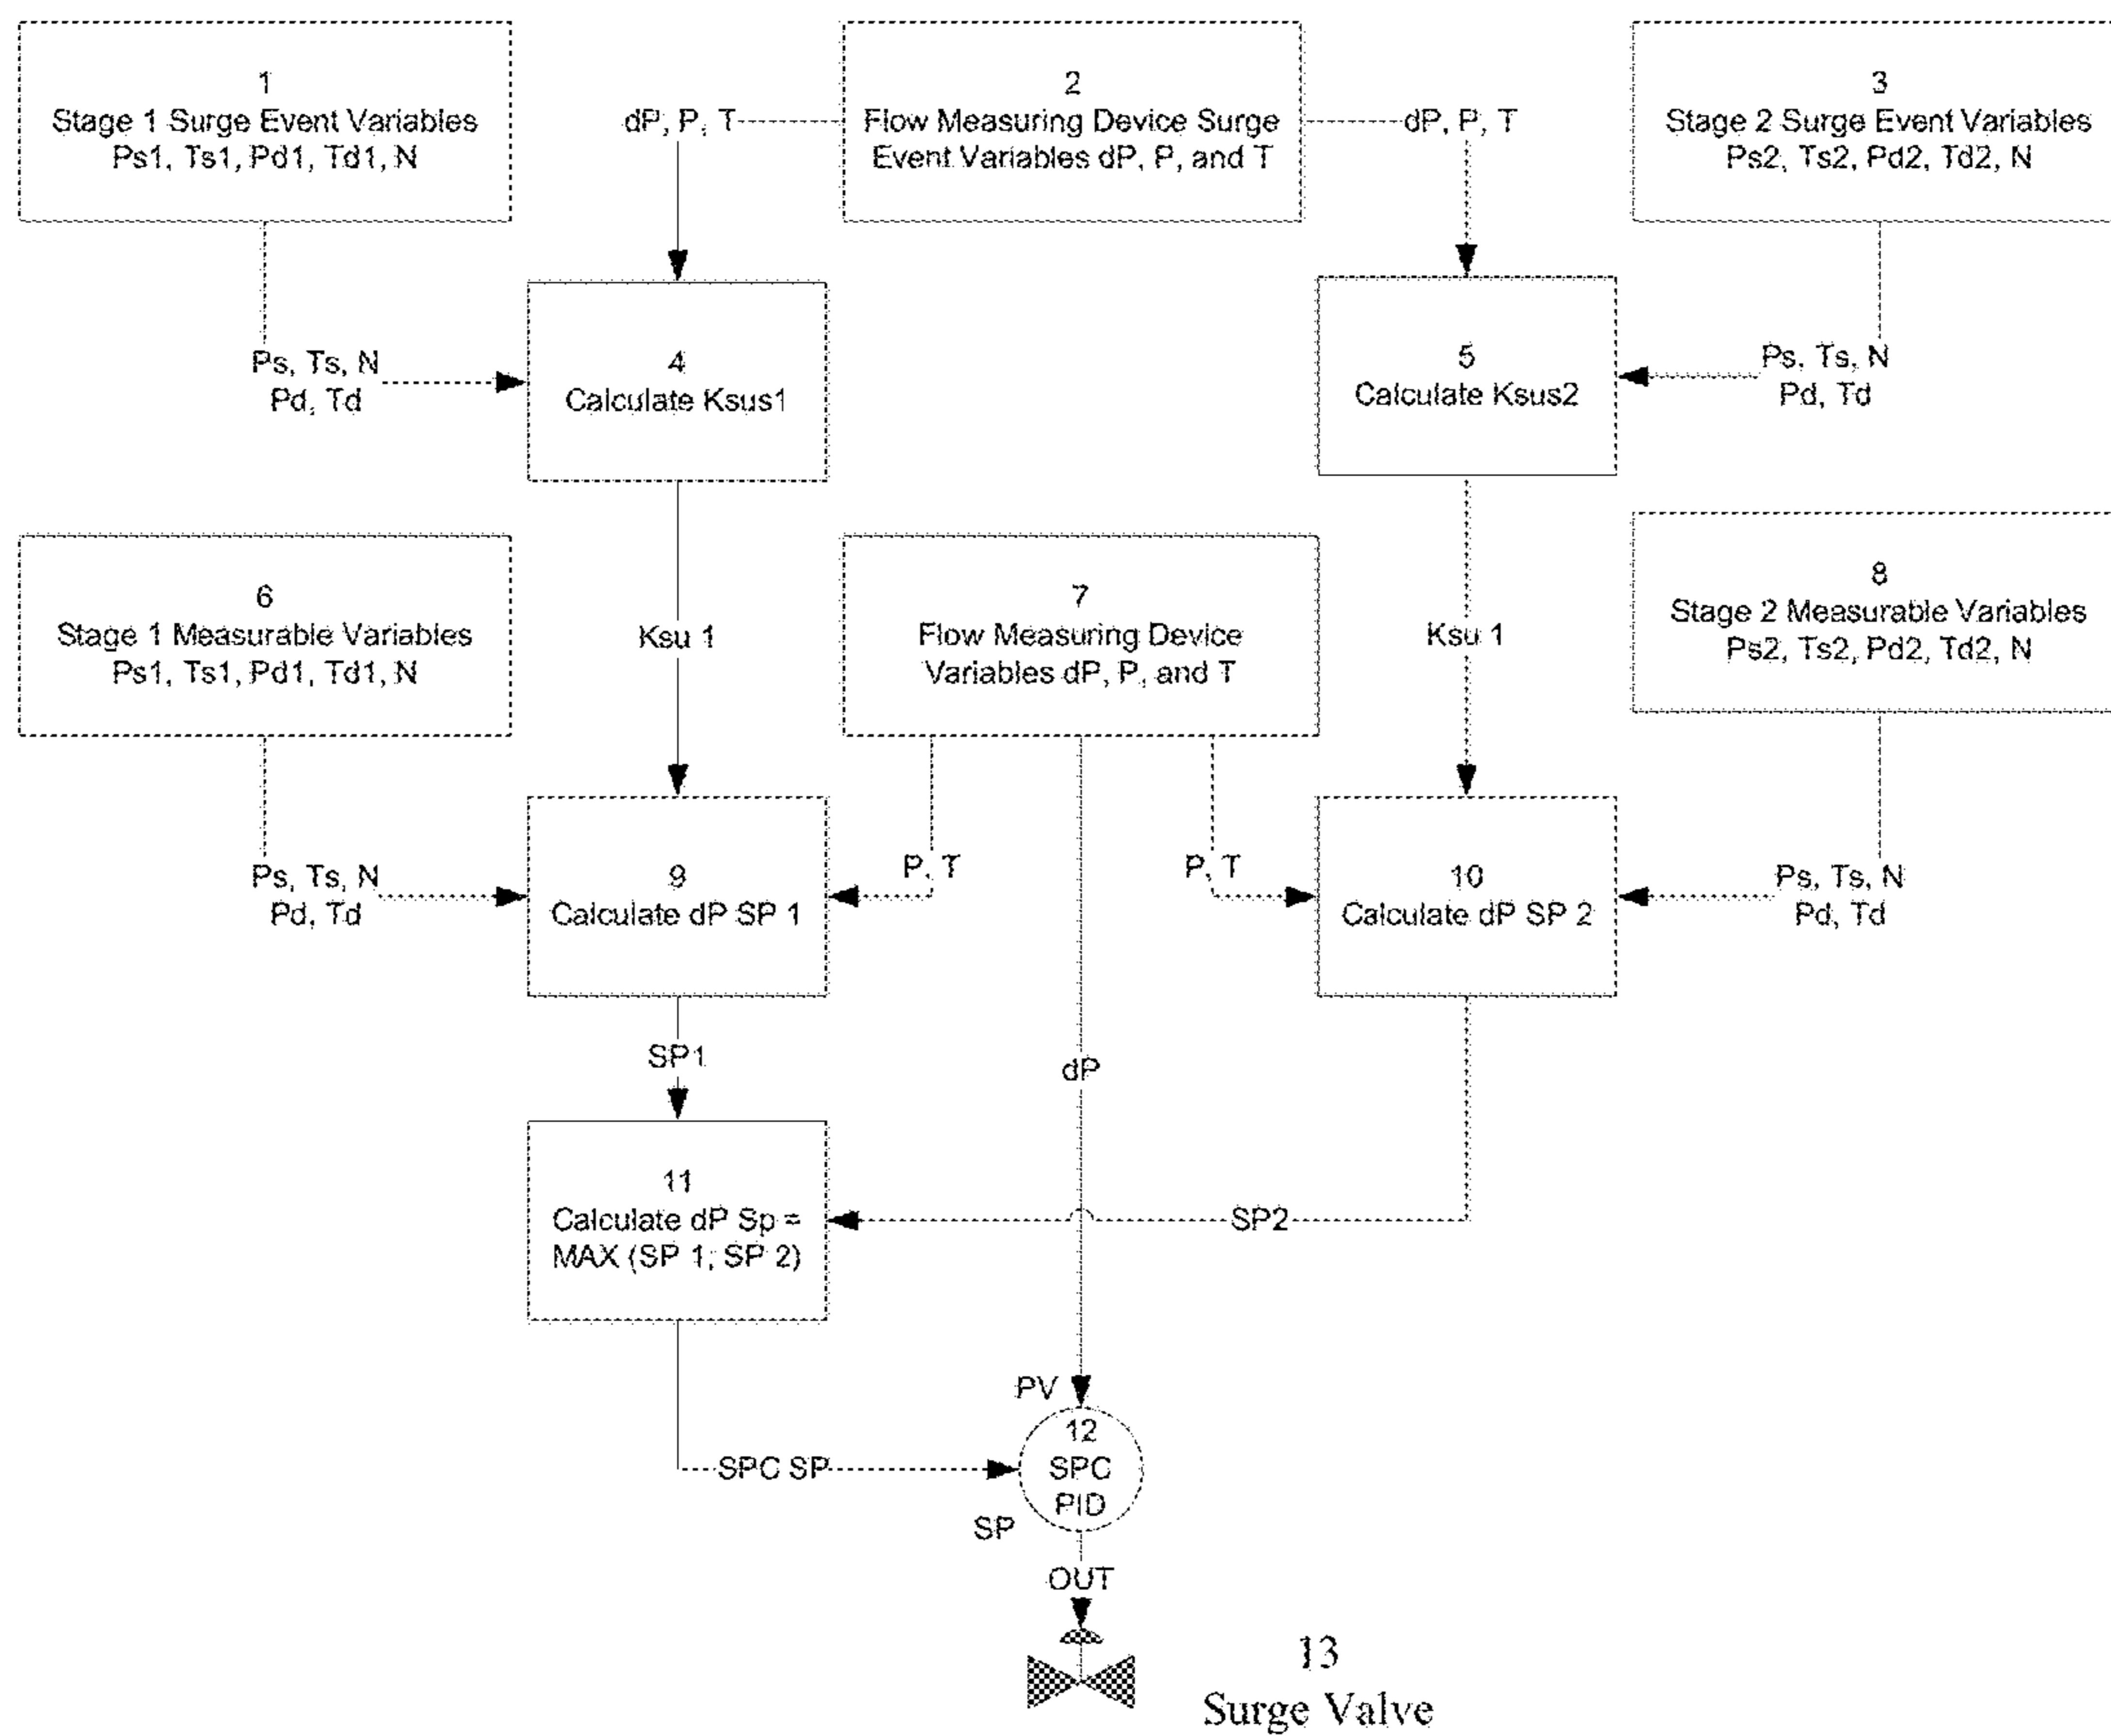 1
Stage 1 Surge Event Variables
Ps1, Ts1, Pd1, Td1, N
2
Flow Measuring Device Surge
Event Variables dP, P, and T
3
Stage 2 Surge Event Variables
Ps2, Ts2, Pd2, Td2, N
dP, P, T
dP, P, T
Ps, Ts, N
Pd, Td
4
Calculate Ksus1
5
Calculate Ksus2
Ps, Ts, N
Pd, Td
6
Stage 1 Measurable Variables
Ps1, Ts1, Pd1, Td1, N
Ksu 1
7
Flow Measuring Device
Variables dP, P, and T
Ksu 1
8
Stage 2 Measurable Variables
Ps2, Ts2, Pd2, Td2, N
Ps, Ts, N
Pd, Td
9
Calculate dP SP 1
P, T
P, T
10
Calculate dP SP 2
Ps, Ts, N
Pd, Td
SP1
dP
11
Calculate dP Sp =
MAX (SP 1; SP 2)
SP2
PV
12
SPC
PID
SPC SP
SP
OUT
13
Surge Valve